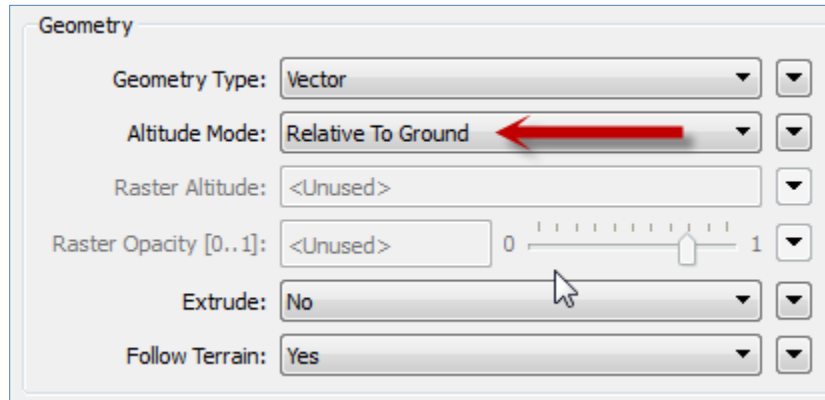 Geometry
Geometry Type: Vector
Altitude Mode: Relative To Ground
Raster Altitude: <Unused>
Raster Opacity [0..1]: <Unused> 0 1
Extrude: No
Follow Terrain: Yes